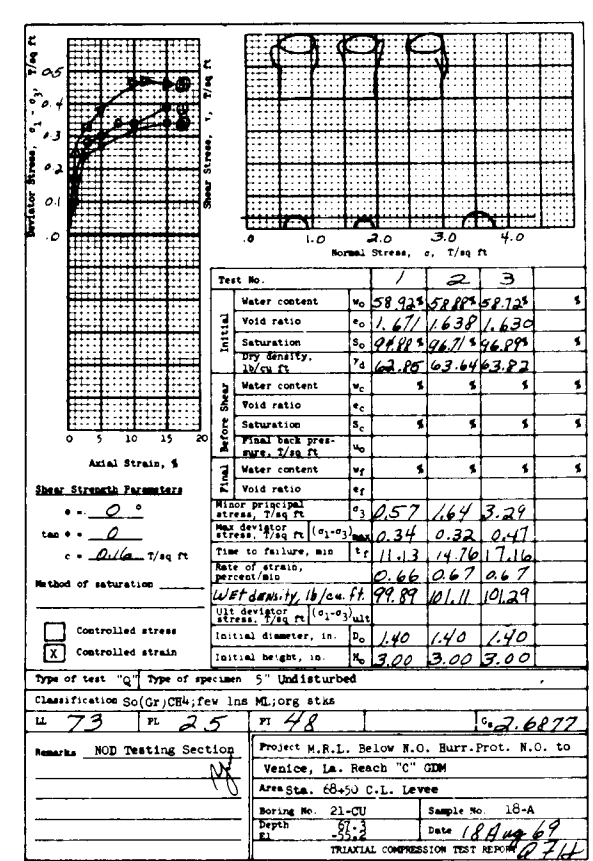 Deviator Stress, σ1 - σ3, T/sq ft
0.5
0.4
0.3
0.2
0.1
.0
0 5 10 15 20
Axial Strain, %
Shear Stress, τ, T/sq ft
.0 1.0 2.0 3.0 4.0
Normal Stress, σ, T/sq ft
Shear Strength Parameters
ø = 0 °
tan ø = 0
c = 0.16 T/sq ft
Method of saturation
Controlled stress
X Controlled strain
Test No. 1 2 3
Initial
Water content w0 58.92% 58.88% 58.72% %
Void ratio e0 1.671 1.638 1.630
Saturation S0 94.88% 96.71% 96.89% %
Dry density, lb/cu ft γd 62.85 63.64 63.82
Before Shear
Water content wc % % % %
Void ratio ec
Saturation Sc % % % %
Final back pressure, T/sq ft u0
Final
Water content wf % % % %
Void ratio ef
Minor principal stress, T/sq ft σ3 0.57 1.64 3.29
Max deviator stress, T/sq ft (σ1-σ3)max 0.34 0.32 0.47
Time to failure, min tf 11.13 14.76 17.16
Rate of strain, percent/min 0.66 0.67 0.67
WEt density, lb/cu. ft. 99.89 101.11 101.29
Ult deviator stress, T/sq ft (σ1-σ3)ult
Initial diameter, in. D0 1.40 1.40 1.40
Initial height, in. H0 3.00 3.00 3.00
Type of test "Q" Type of specimen 5" Undisturbed
Classification So(Gr)CH4;few lns ML;org stks
LL 73 PL 25 PI 48 Gs 2.6877
Remarks NOD Testing Section
Project M.R.L. Below N.O. Hurr.Prot. N.O. to
Venice, La. Reach "C" GDM
Area Sta. 68+50 C.L. Levee
Boring No. 21-CU Sample No. 18-A
Depth 67.3
El -55.2
Date 18 Aug 69
TRIAXIAL COMPRESSION TEST REPORT